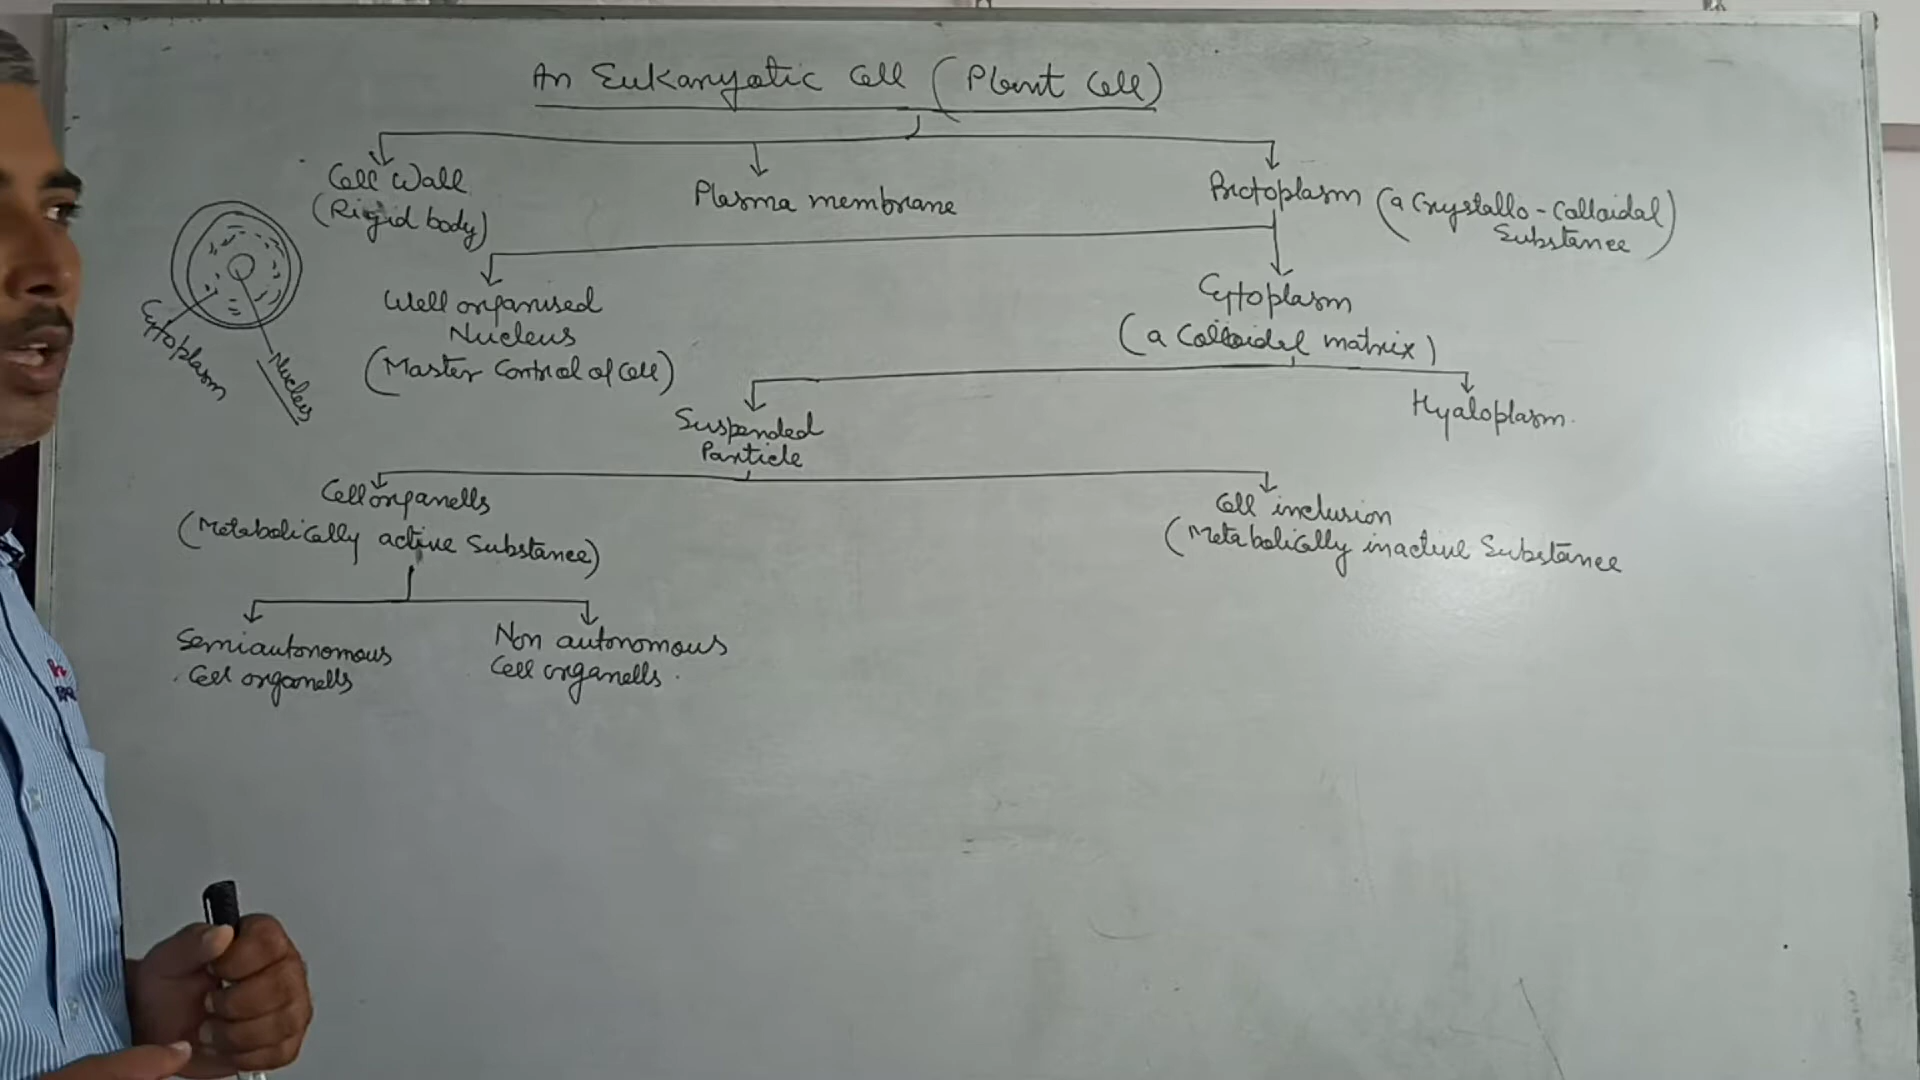 An Eukaryotic Cell (Plant Cell)
Cell Wall
(Rigid body)
Plasma membrane
Protoplasm (a Crystallo-Colloidal
Substance)
Well organised
Nucleus
(Master Control of Cell)
Cytoplasm
(a Colloidal matrix)
Cytoplasm
Nucleus
Suspended
Particle
Hyaloplasm.
Cell organells
(Metabolically active Substance)
Cell inclusion
(Metabolically inactive Substance
Semiautonomous
Cell organells
Non autonomous
Cell organells.